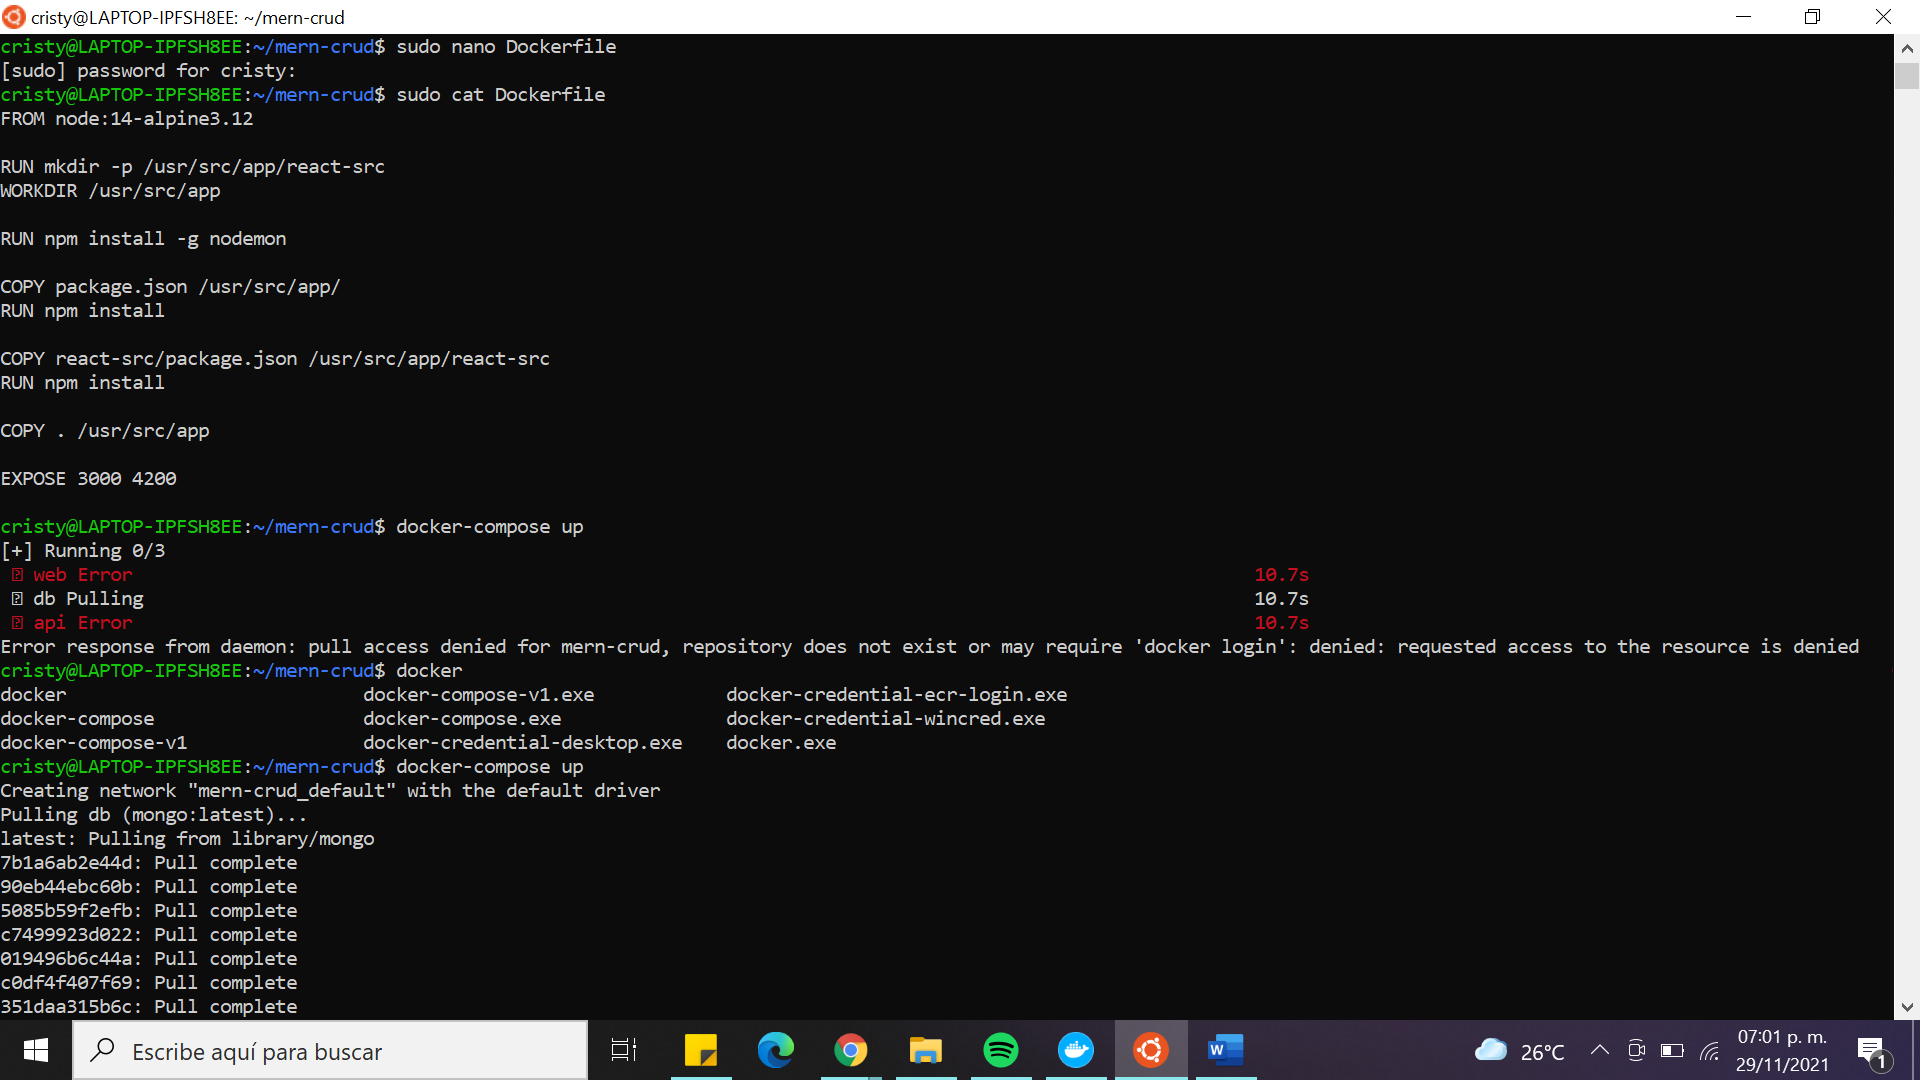 cristy@LAPTOP-IPFSH8EE: ~/mern-crud
cristy@LAPTOP-IPFSH8EE:~/mern-crud$ sudo nano Dockerfile
[sudo] password for cristy:
cristy@LAPTOP-IPFSH8EE:~/mern-crud$ sudo cat Dockerfile
FROM node:14-alpine3.12
RUN mkdir -p /usr/src/app/react-src
WORKDIR /usr/src/app
RUN npm install -g nodemon
COPY package.json /usr/src/app/
RUN npm install
COPY react-src/package.json /usr/src/app/react-src
RUN npm install
COPY . /usr/src/app
EXPOSE 3000 4200
cristy@LAPTOP-IPFSH8EE:~/mern-crud$ docker-compose up
[+] Running 0/3
web Error 10.7s
db Pulling 10.7s
api Error 10.7s
Error response from daemon: pull access denied for mern-crud, repository does not exist or may require 'docker login': denied: requested access to the resource is denied
cristy@LAPTOP-IPFSH8EE:~/mern-crud$ docker
docker docker-compose-v1.exe docker-credential-ecr-login.exe
docker-compose docker-compose.exe docker-credential-wincred.exe
docker-compose-v1 docker-credential-desktop.exe docker.exe
cristy@LAPTOP-IPFSH8EE:~/mern-crud$ docker-compose up
Creating network "mern-crud_default" with the default driver
Pulling db (mongo:latest)...
latest: Pulling from library/mongo
7b1a6ab2e44d: Pull complete
90eb44ebc60b: Pull complete
5085b59f2efb: Pull complete
c7499923d022: Pull complete
019496b6c44a: Pull complete
c0df4f407f69: Pull complete
351daa315b6c: Pull complete
Escribe aquí para buscar
W
26°C
07:01 p. m.
29/11/2021
1